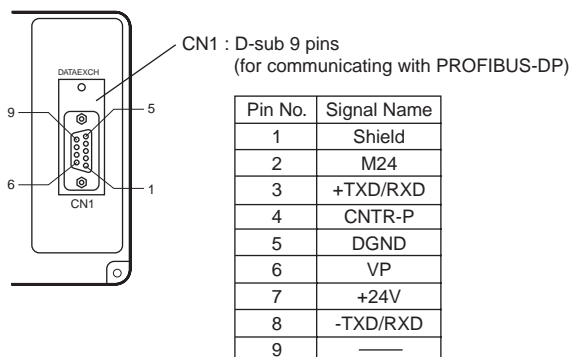 CN1 : D-sub 9 pins
(for communicating with PROFIBUS-DP)
DATAEXCH
9
5
6
1
CN1
Pin No. Signal Name
1 Shield
2 M24
3 +TXD/RXD
4 CNTR-P
5 DGND
6 VP
7 +24V
8 -TXD/RXD
9 ——